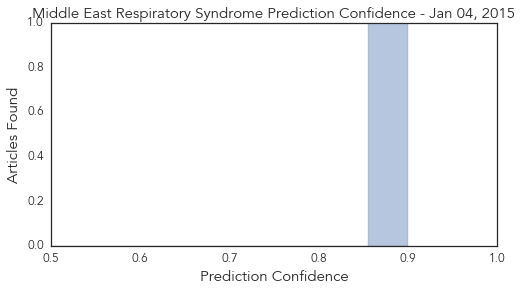 Middle East Respiratory Syndrome Prediction Confidence - Jan 04, 2015
1.0
0.8
0.6
0.4
0.2
0.0
Articles Found
0.5 0.6 0.7 0.8 0.9 1.0
Prediction Confidence